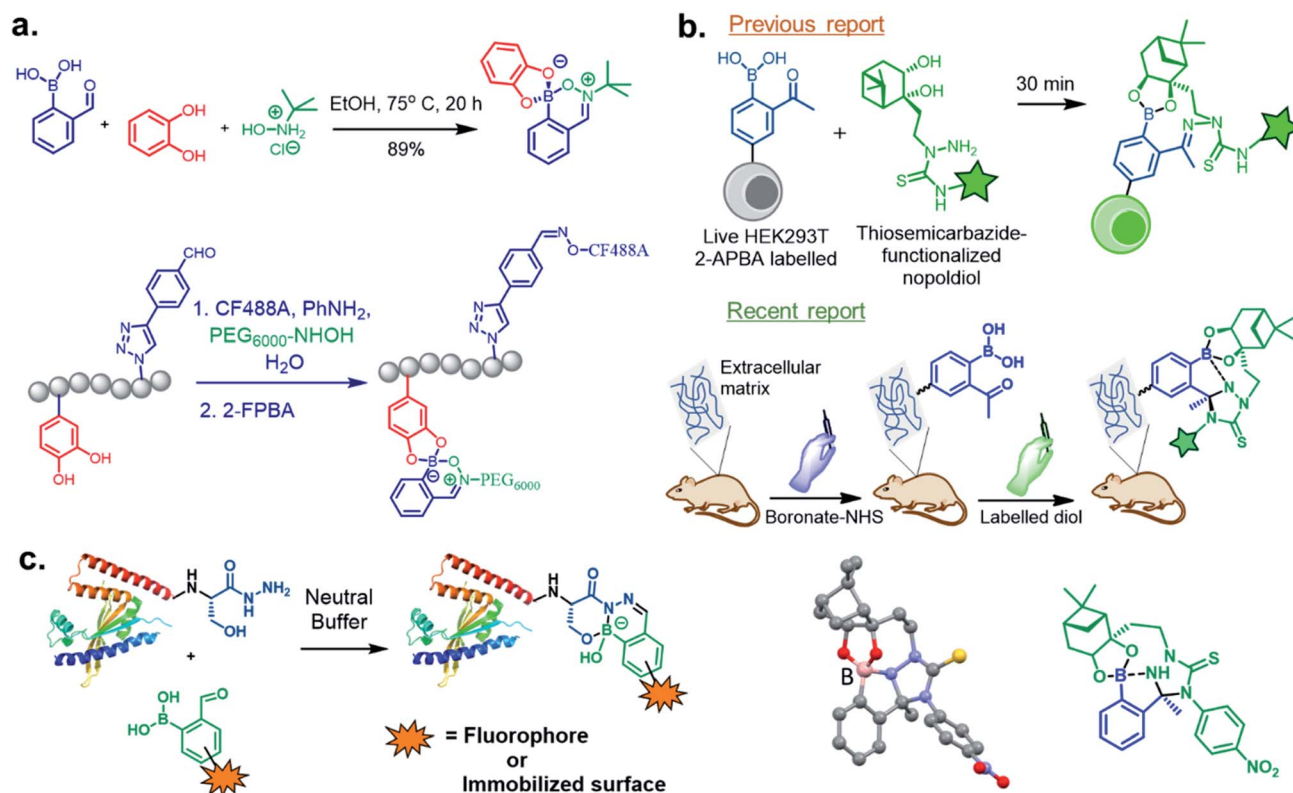 a.
HO
OH
B
O
+
OH
OH
+
HO
NH2
Cl⊖
⊕
EtOH, 75° C, 20 h
89%
O
⊖
B
O
N
⊕
O
CHO
N
N
N
OH
HO
1. CF488A, PhNH2,
PEG6000-NHOH
H2O
2. 2-FPBA
N
O
CF488A
N
N
N
O
O
B
⊖
O
N
⊕
PEG6000
b.
Previous report
HO
OH
B
O
+
OH
OH
N
NH2
S
N
H
Live HEK293T
2-APBA labelled
Thiosemicarbazide-
functionalized
nopoldiol
30 min
O
O
B
N
N
S
N
H
Recent report
Extracellular
matrix
Boronate-NHS
OH
B
OH
O
Labelled diol
O
B
O
N
N
N
S
c.
H
N
O
N
H
NH2
OH
+
OH
HO
B
O
Neutral
Buffer
H
N
O
N
N
O
B
⊖
HO
= Fluorophore
or
Immobilized surface
B
O
O
B
NH
N
S
N
NO2